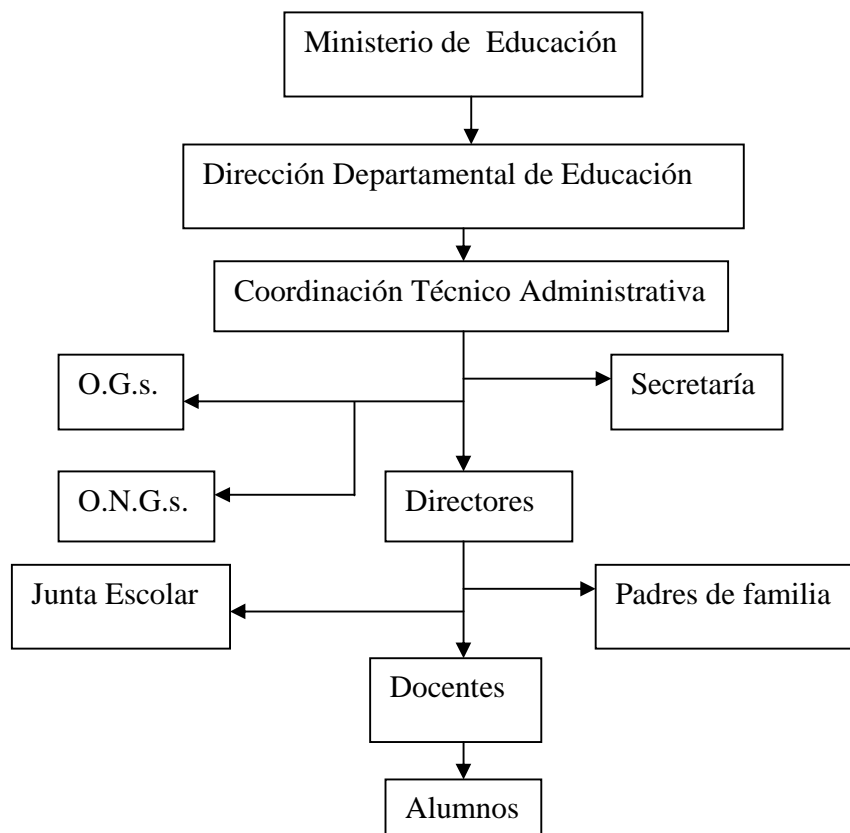 Ministerio de  Educación
Dirección Departamental de Educación
Coordinación Técnico Administrativa
O.G.s.
Secretaría
O.N.G.s.
Directores
Junta Escolar
Padres de familia
Docentes
Alumnos